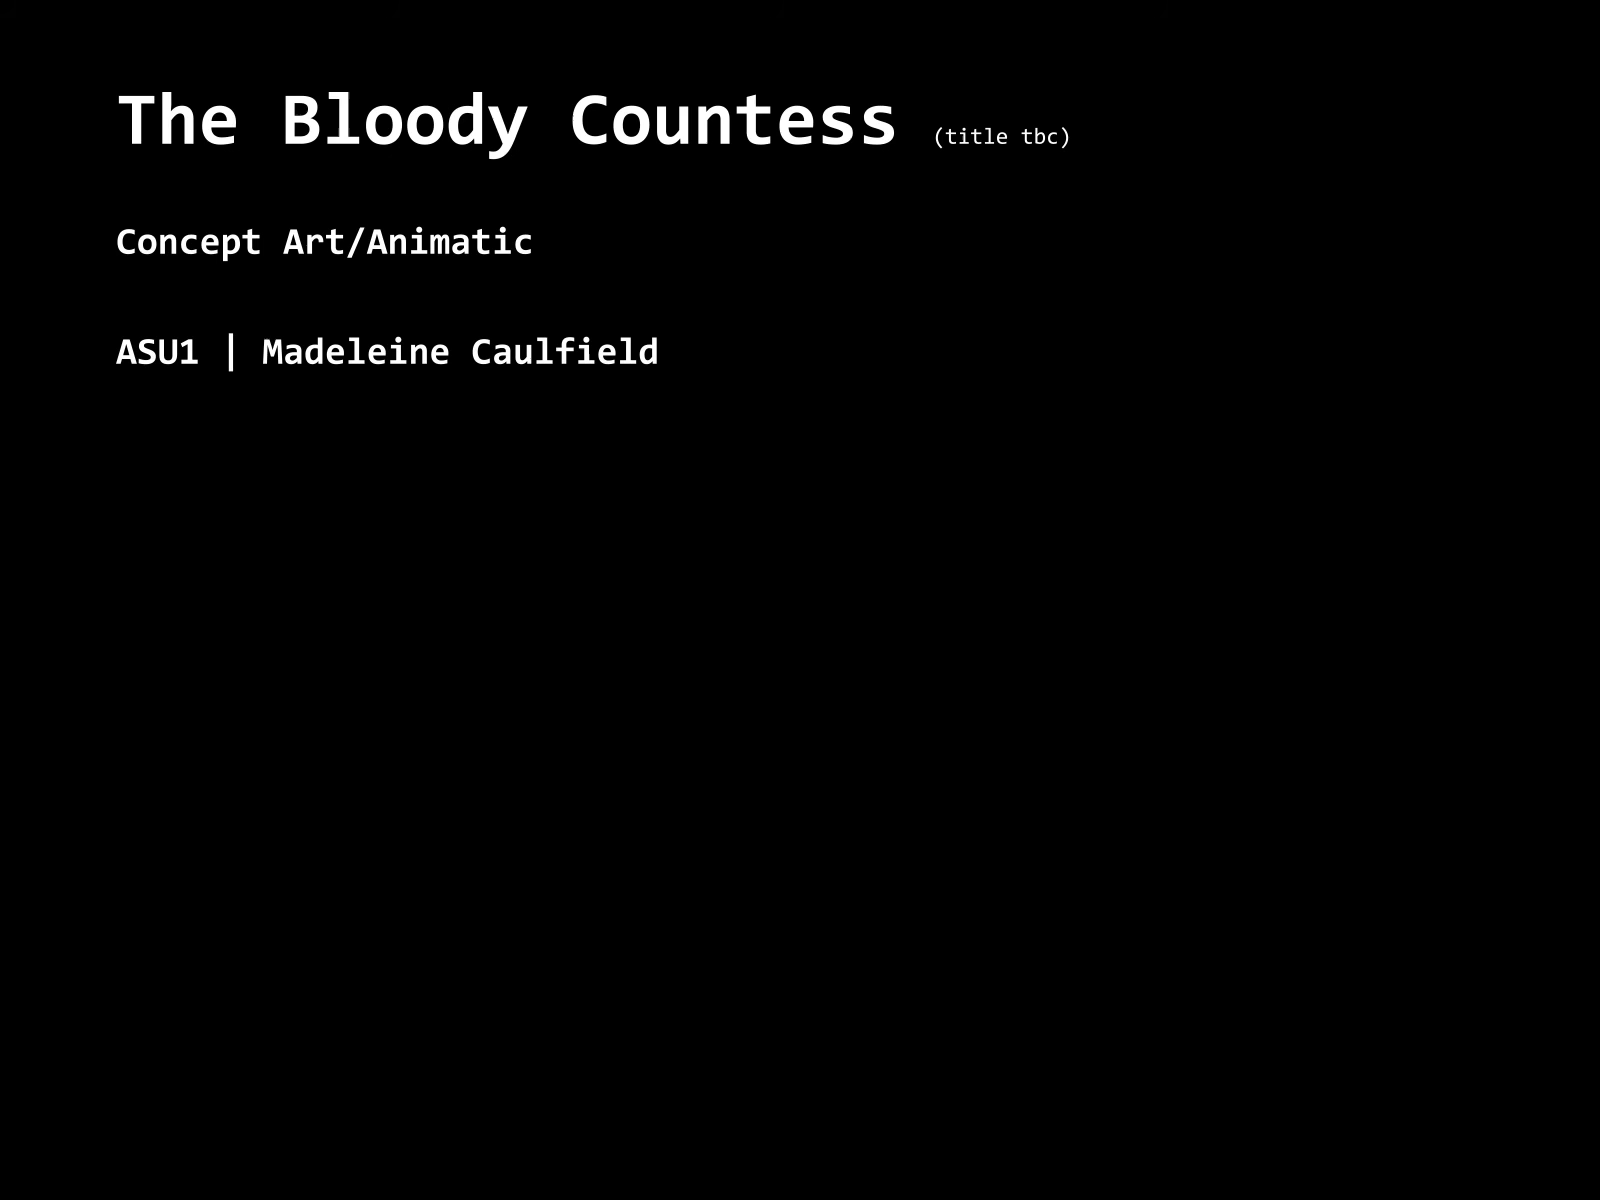 The Bloody Countess (title tbc)
Concept Art/Animatic
ASU1 | Madeleine Caulfield